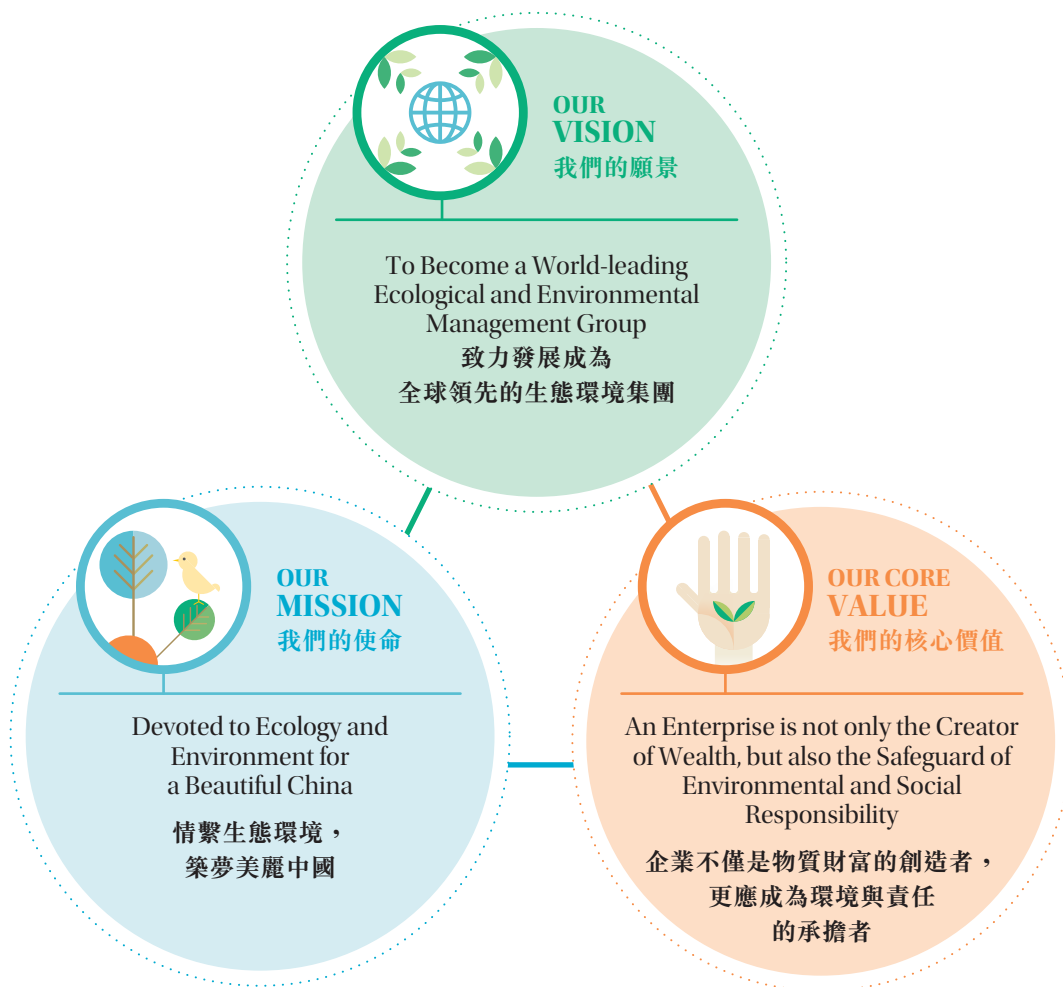 OUR
VISION
我們的願景
To Become a World-leading
Ecological and Environmental
Management Group
致力發展成為
全球領先的生態環境集團
OUR
MISSION
我們的使命
Devoted to Ecology and
Environment for
a Beautiful China
情繫生態環境，
築夢美麗中國
OUR CORE
VALUE
我們的核心價值
An Enterprise is not only the Creator
of Wealth, but also the Safeguard of
Environmental and Social
Responsibility
企業不僅是物質財富的創造者，
更應成為環境與責任
的承擔者